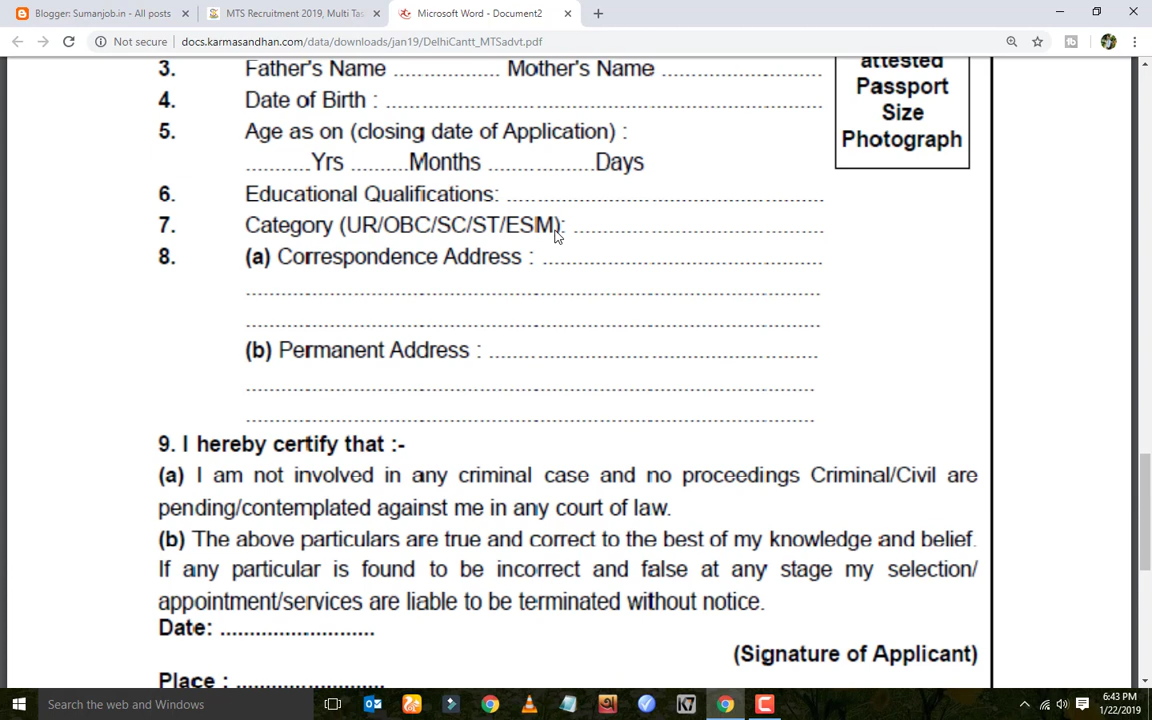 Blogger: Sumanjob.in - All posts
MTS Recruitment 2019, Multi Tas
Microsoft Word - Document2
Not secure
docs.karmasandhan.com/data/downloads/jan19/DelhiCantt_MTSadvt.pdf
attested
Passport
Size
Photograph
3. Father's Name .................. Mother's Name ...........................
4. Date of Birth : ..........................................................................
5. Age as on (closing date of Application) :
...........Yrs ..........Months ..................Days
6. Educational Qualifications: .....................................................
7. Category (UR/OBC/SC/ST/ESM): ..........................................
8. (a) Correspondence Address : ...............................................
..................................................................................................
..................................................................................................
(b) Permanent Address : ........................................................
.................................................................................................
.................................................................................................
9. I hereby certify that :-
(a) I am not involved in any criminal case and no proceedings Criminal/Civil are
pending/contemplated against me in any court of law.
(b) The above particulars are true and correct to the best of my knowledge and belief.
If any particular is found to be incorrect and false at any stage my selection/
appointment/services are liable to be terminated without notice.
Date: ..........................
(Signature of Applicant)
Place : .........................
Search the web and Windows
6:43 PM
1/22/2019